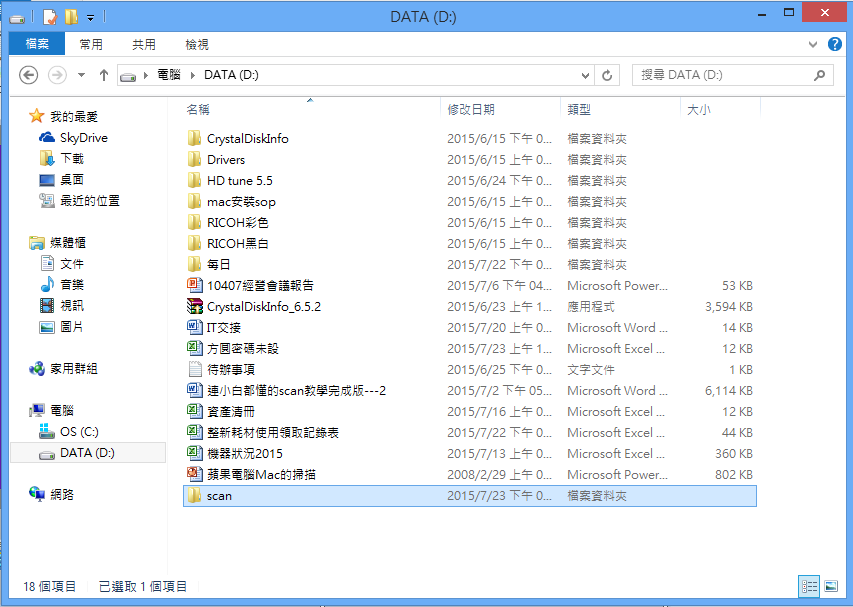 DATA (D:)
檔案 常用 共用 檢視
電腦 DATA (D:) 搜尋 DATA (D:)
我的最愛
SkyDrive
下載
桌面
最近的位置
媒體櫃
文件
音樂
視訊
圖片
家用群組
電腦
OS (C:)
DATA (D:)
網路
名稱 修改日期 類型 大小
CrystalDiskInfo 2015/6/15 下午 0... 檔案資料夾
Drivers 2015/6/15 上午 0... 檔案資料夾
HD tune 5.5 2015/6/24 下午 0... 檔案資料夾
mac安裝sop 2015/6/15 上午 0... 檔案資料夾
RICOH彩色 2015/6/15 上午 0... 檔案資料夾
RICOH黑白 2015/6/15 上午 0... 檔案資料夾
每日 2015/7/22 下午 0... 檔案資料夾
10407經營會議報告 2015/7/6 下午 04... Microsoft Power... 53 KB
CrystalDiskInfo_6.5.2 2015/6/23 上午 1... 應用程式 3,594 KB
IT交接 2015/7/20 上午 0... Microsoft Word ... 14 KB
方圓密碼未設 2015/7/23 上午 1... Microsoft Excel ... 12 KB
待辦事項 2015/6/25 下午 0... 文字文件 1 KB
連小白都懂的scan教學完成版---2 2015/7/2 下午 05... Microsoft Word ... 6,114 KB
資產清冊 2015/7/16 上午 0... Microsoft Excel ... 12 KB
整新耗材使用領取記錄表 2015/7/22 下午 0... Microsoft Excel ... 44 KB
機器狀況2015 2015/7/13 上午 0... Microsoft Excel ... 360 KB
蘋果電腦Mac的掃描 2008/2/29 上午 0... Microsoft Power... 802 KB
scan 2015/7/23 下午 0... 檔案資料夾
18 個項目 已選取 1 個項目